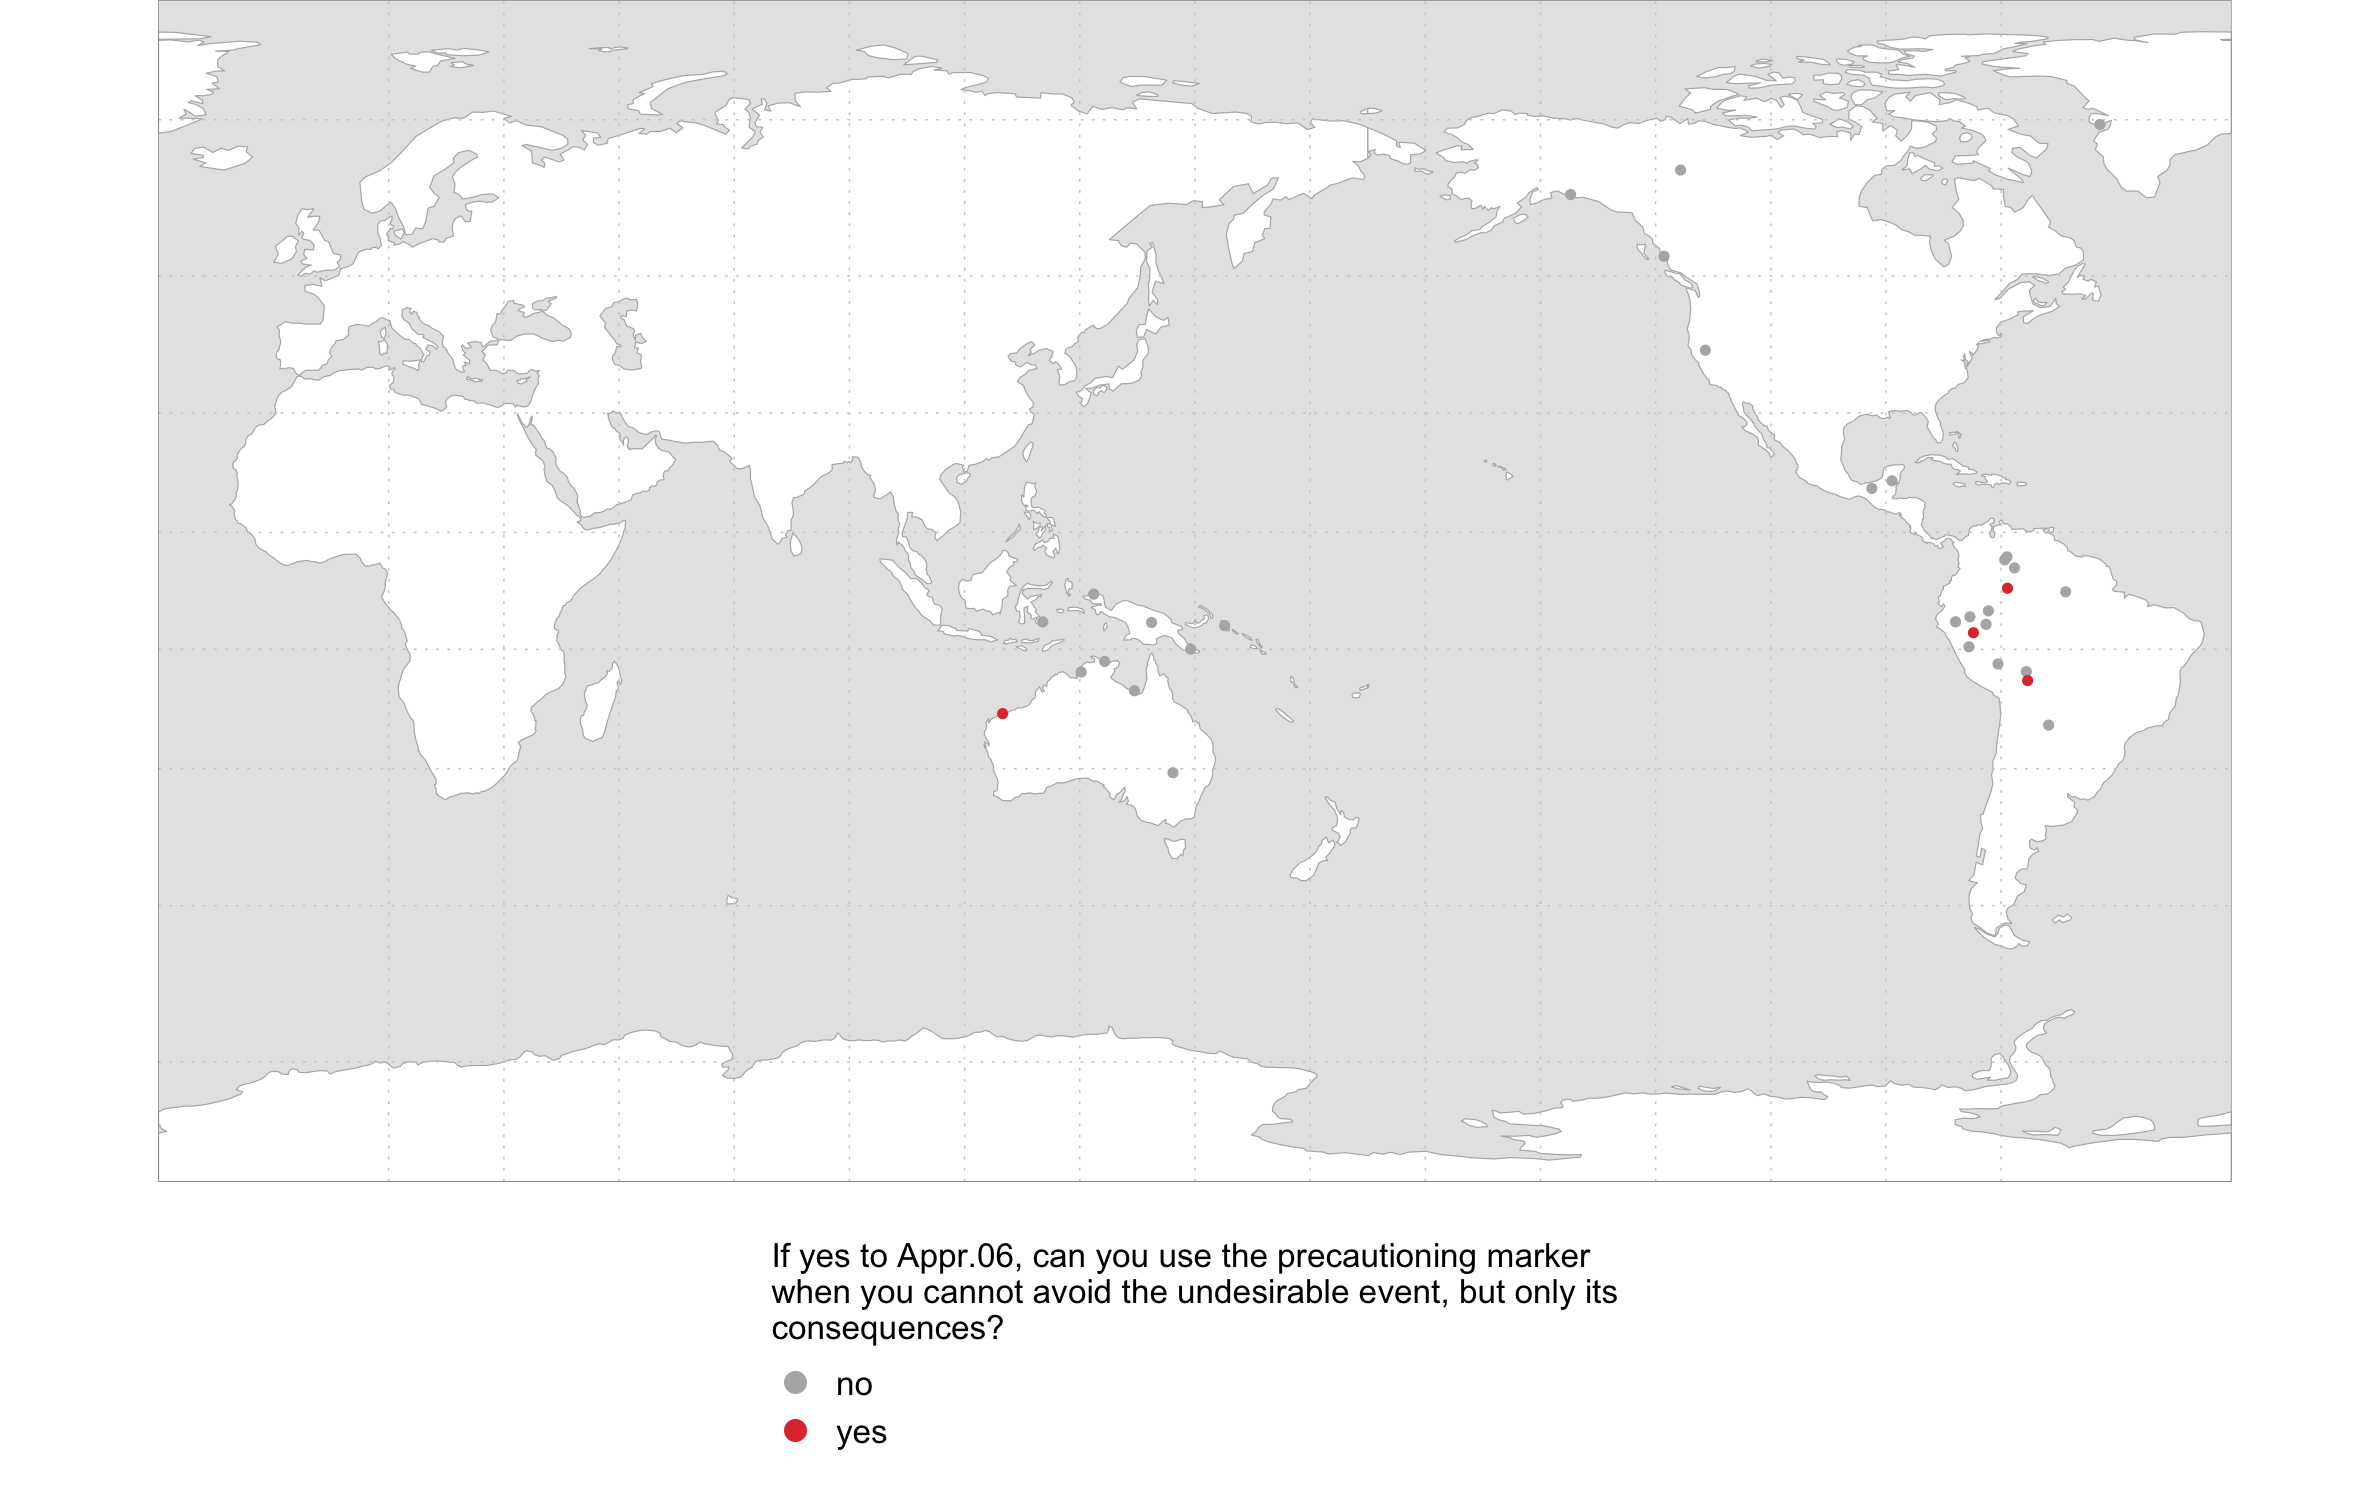 If yes to Appr.06, can you use the precautioning marker
when you cannot avoid the undesirable event, but only its
consequences?
no
yes